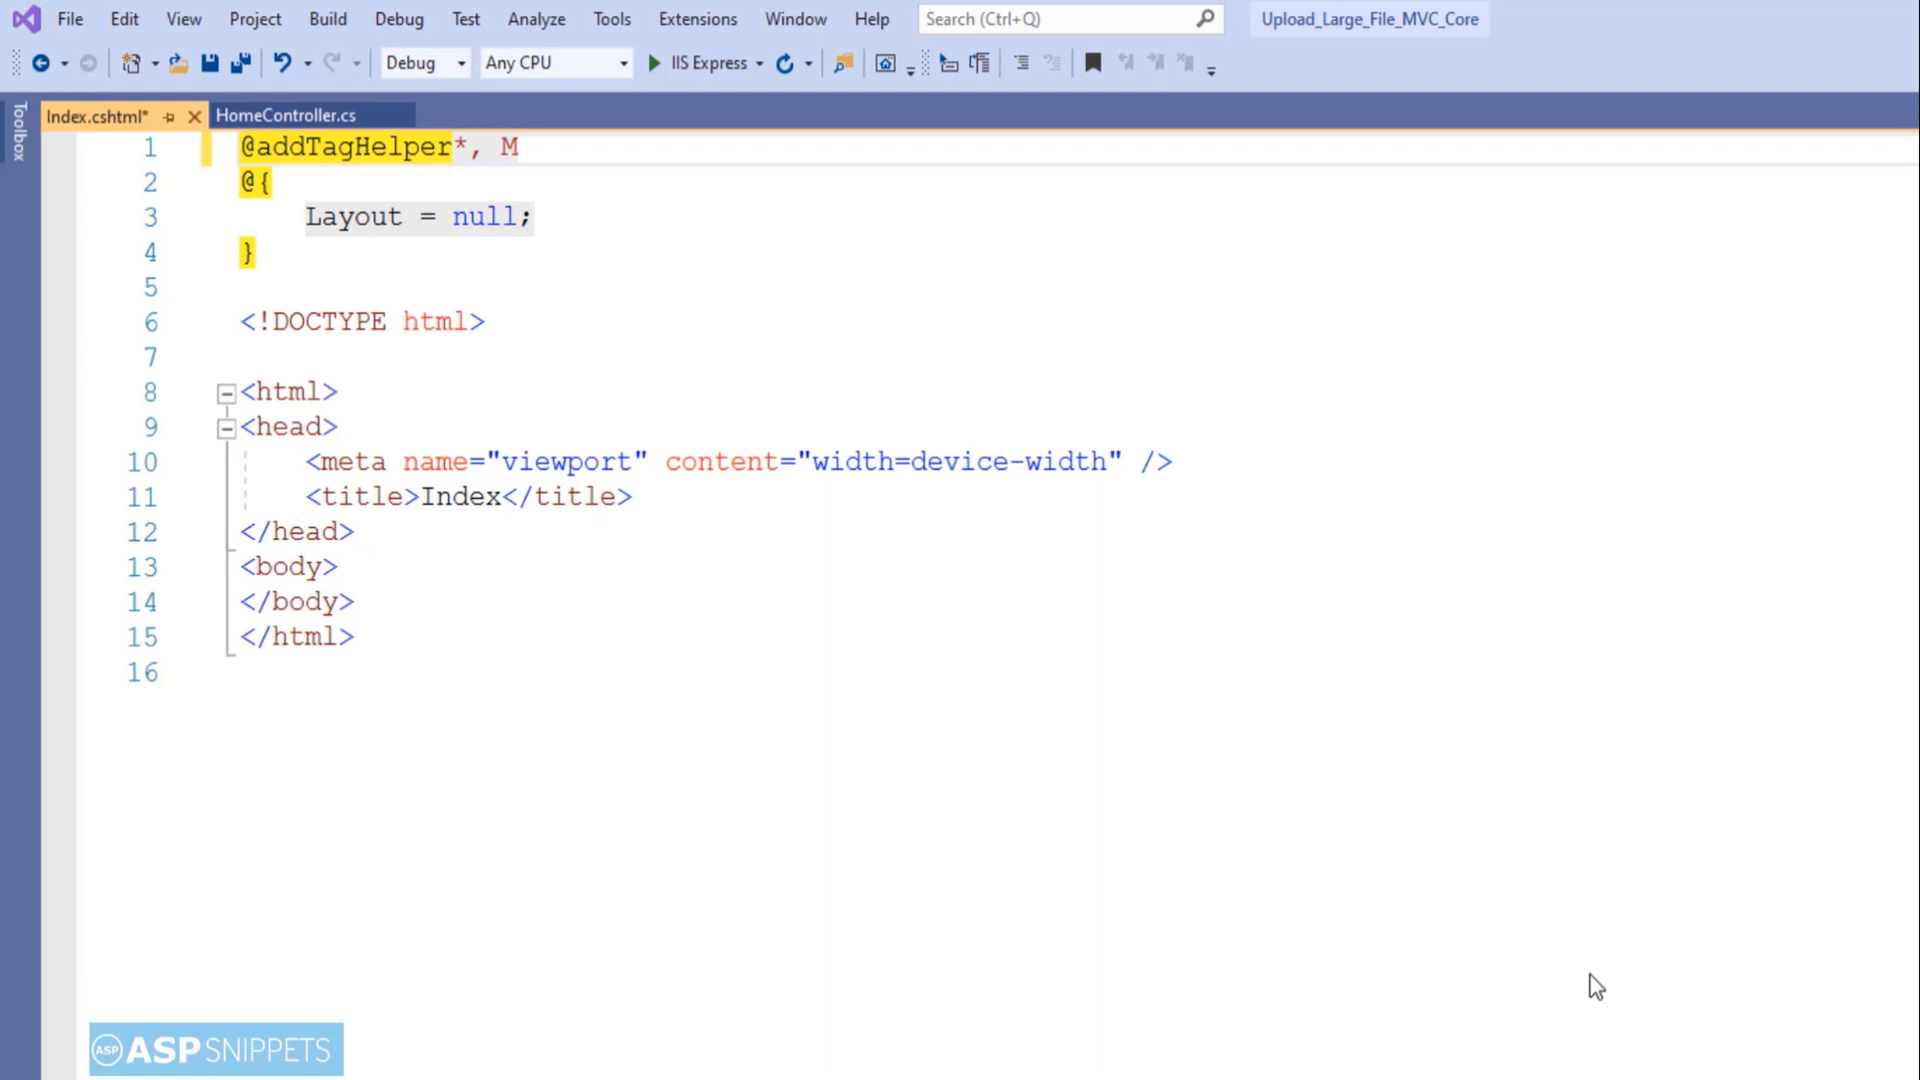 File Edit View Project Build Debug Test Analyze Tools Extensions Window Help Search (Ctrl+Q) Upload_Large_File_MVC_Core
Debug Any CPU IIS Express
Toolbox
Index.cshtml* HomeController.cs
1 @addTagHelper*, M
2 @{
3 Layout = null;
4 }
5
6 <!DOCTYPE html>
7
8 <html>
9 <head>
10 <meta name="viewport" content="width=device-width" />
11 <title>Index</title>
12 </head>
13 <body>
14 </body>
15 </html>
16
ASP ASPSNIPPETS